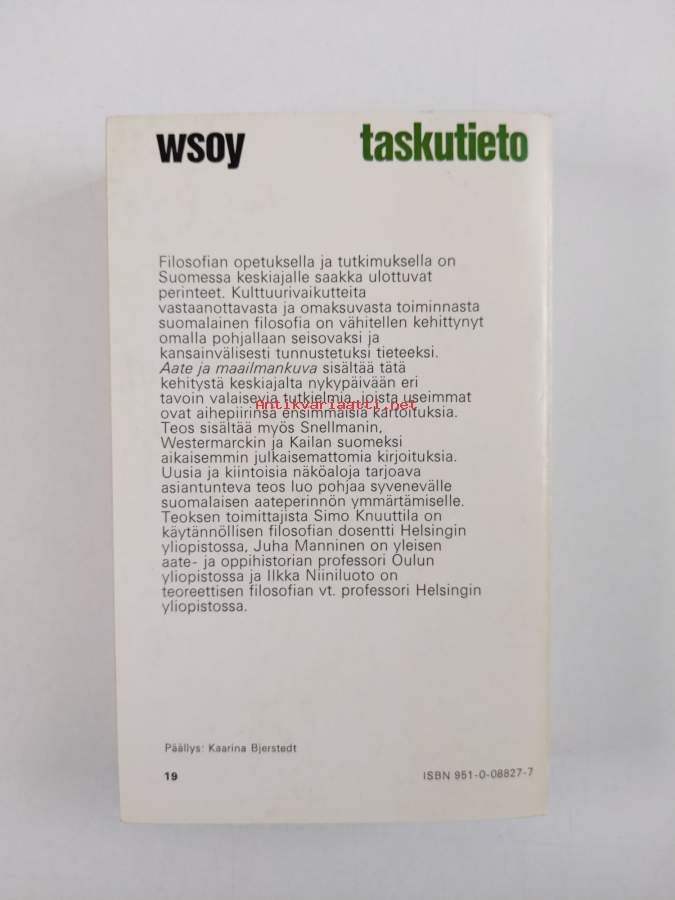 wsoy taskutieto
Filosofian opetuksella ja tutkimuksella on
Suomessa keskiajalle saakka ulottuvat
perinteet. Kulttuurivaikutteita
vastaanottavasta ja omaksuvasta toiminnasta
suomalainen filosofia on vähitellen kehittynyt
omalla pohjallaan seisovaksi ja
kansainvälisesti tunnustetuksi tieteeksi.
Aate ja maailmankuva sisältää tätä
kehitystä keskiajalta nykypäivään eri
tavoin valaisevia tutkielmia, joista useimmat
Antikvariaatti.net
ovat aihepiirinsä ensimmäisiä kartoituksia.
Teos sisältää myös Snellmanin,
Westermarckin ja Kailan suomeksi
aikaisemmin julkaisemattomia kirjoituksia.
Uusia ja kiintoisia näköaloja tarjoava
asiantunteva teos luo pohjaa syvenevälle
suomalaisen aateperinnön ymmärtämiselle.
Teoksen toimittajista Simo Knuuttila on
käytännöllisen filosofian dosentti Helsingin
yliopistossa, Juha Manninen on yleisen
aate- ja oppihistorian professori Oulun
yliopistossa ja Ilkka Niiniluoto on
teoreettisen filosofian vt. professori Helsingin
yliopistossa.
Päällys: Kaarina Bjerstedt
19 ISBN 951-0-08827-7